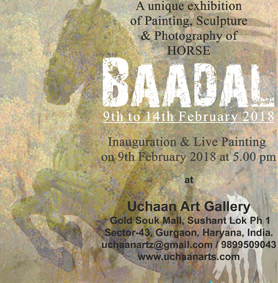 A unique exhibition
of Painting, Sculpture
& Photography of
HORSE
BAADAL
9th to 14th February 2018
Inauguration & Live Painting
on 9th February 2018 at 5.00 pm
at
Uchaan Art Gallery
Gold Souk Mall, Sushant Lok Ph 1
Sector-43, Gurgaon, Haryana, India.
uchaanartz@gmail.com / 9899509043
www.uchaanarts.com